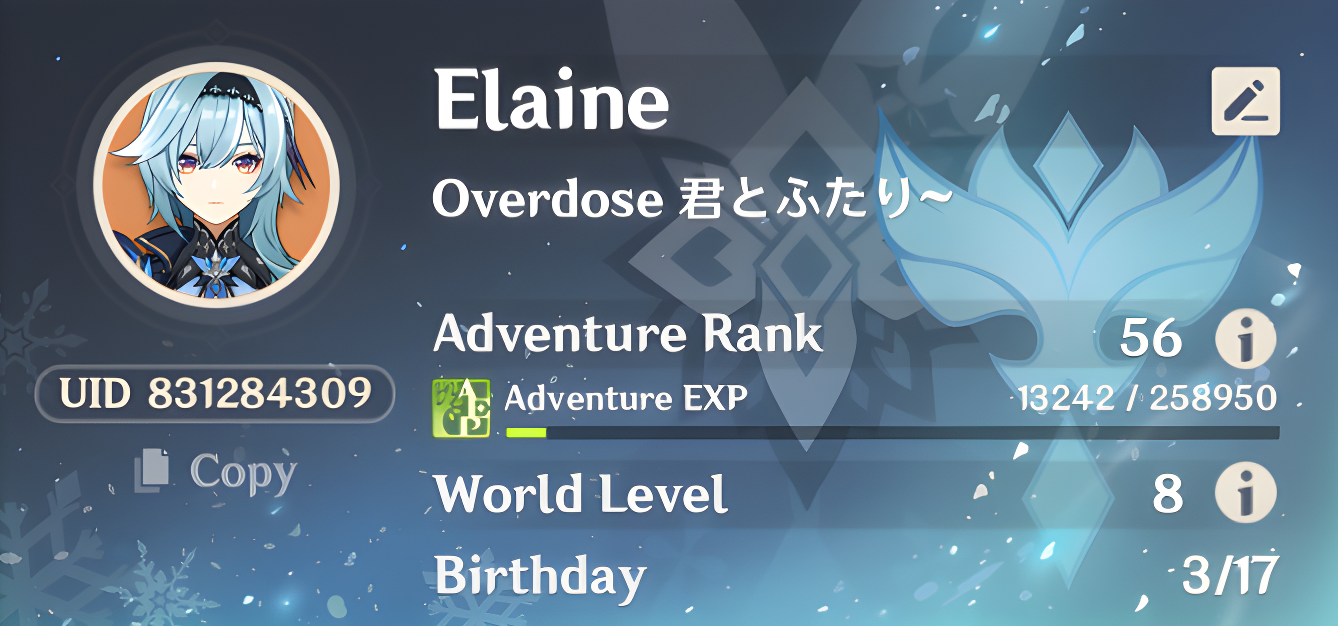 Elaine
Overdose 君とふたり~
UID 831284309
Copy
Adventure Rank 56
Adventure EXP 13242 / 258950
World Level 8
Birthday 3/17